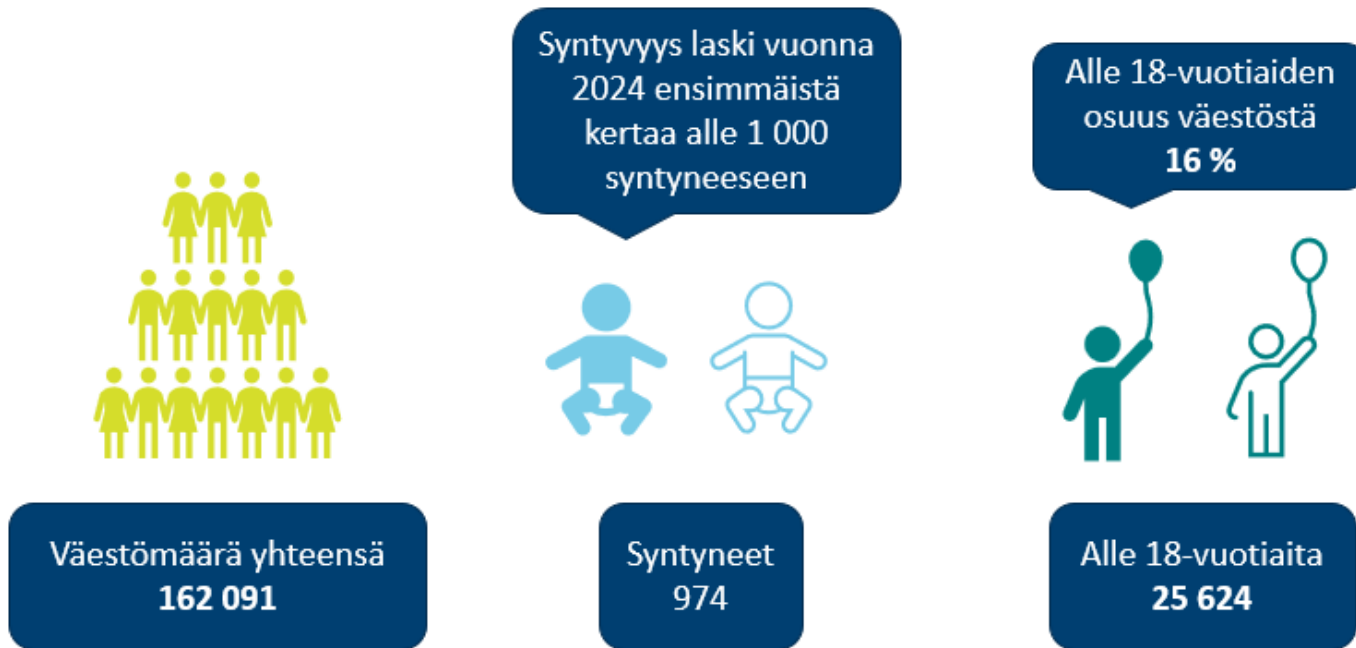 Syntyvyys laski vuonna
2024 ensimmäistä
kertaa alle 1 000
syntyneeseen
Alle 18-vuotiaiden
osuus väestöstä
16 %
Väestömäärä yhteensä
162 091
Syntyneet
974
Alle 18-vuotiaita
25 624